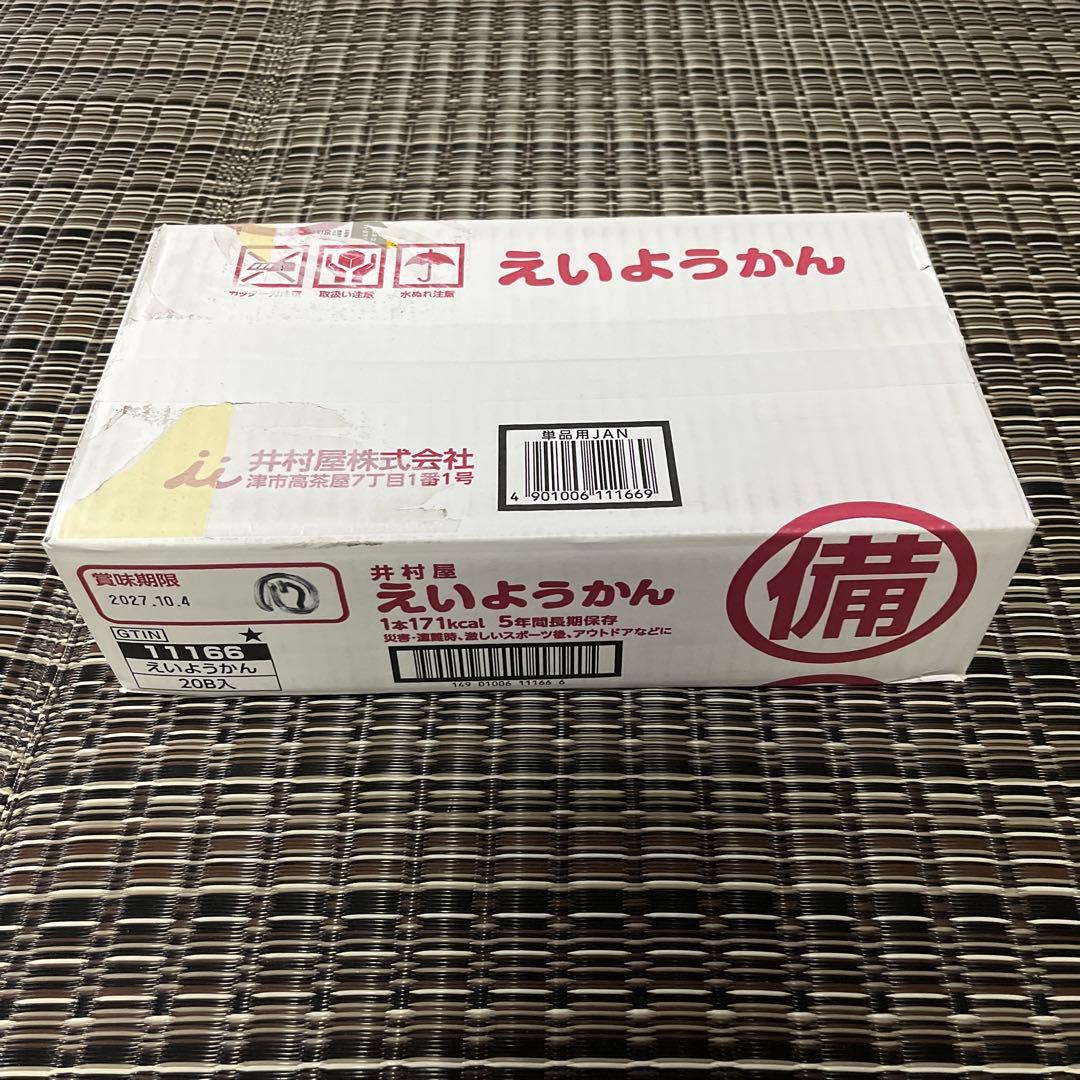 えいようかん
取扱い注意
水ぬれ注意
井村屋株式会社
津市高茶屋7丁目1番1号
単品用JAN
4 901006 111669
賞味期限
2027.10.4
井村屋
えいようかん
1本171kcal 5年間長期保存
災害・遭難時、激しいスポーツ後、アウトドアなどに
149 01006 11166 6
備
GTIN
★
11166
えいようかん
20B入